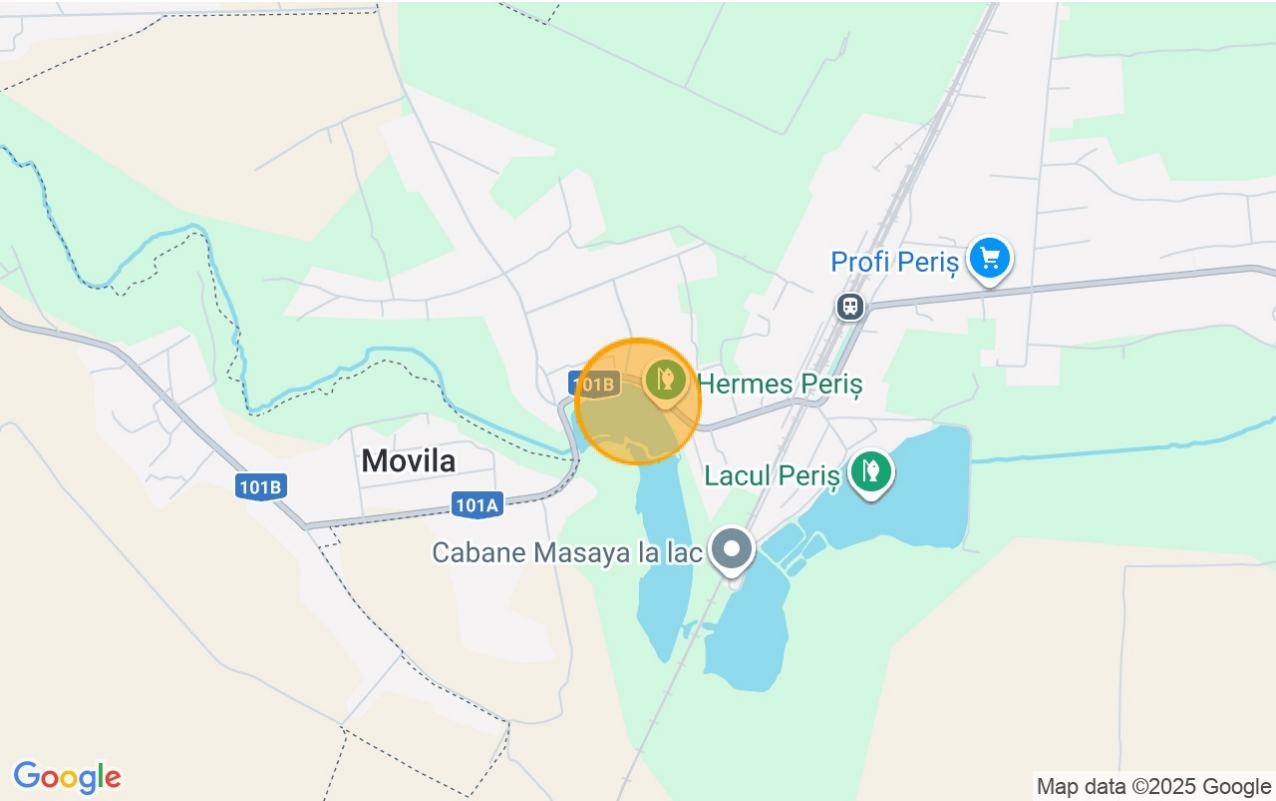 Profi Periș
101B
Hermes Periș
Movila
Lacul Periș
101B
101A
Cabane Masaya la lac
Google
Map data ©2025 Google